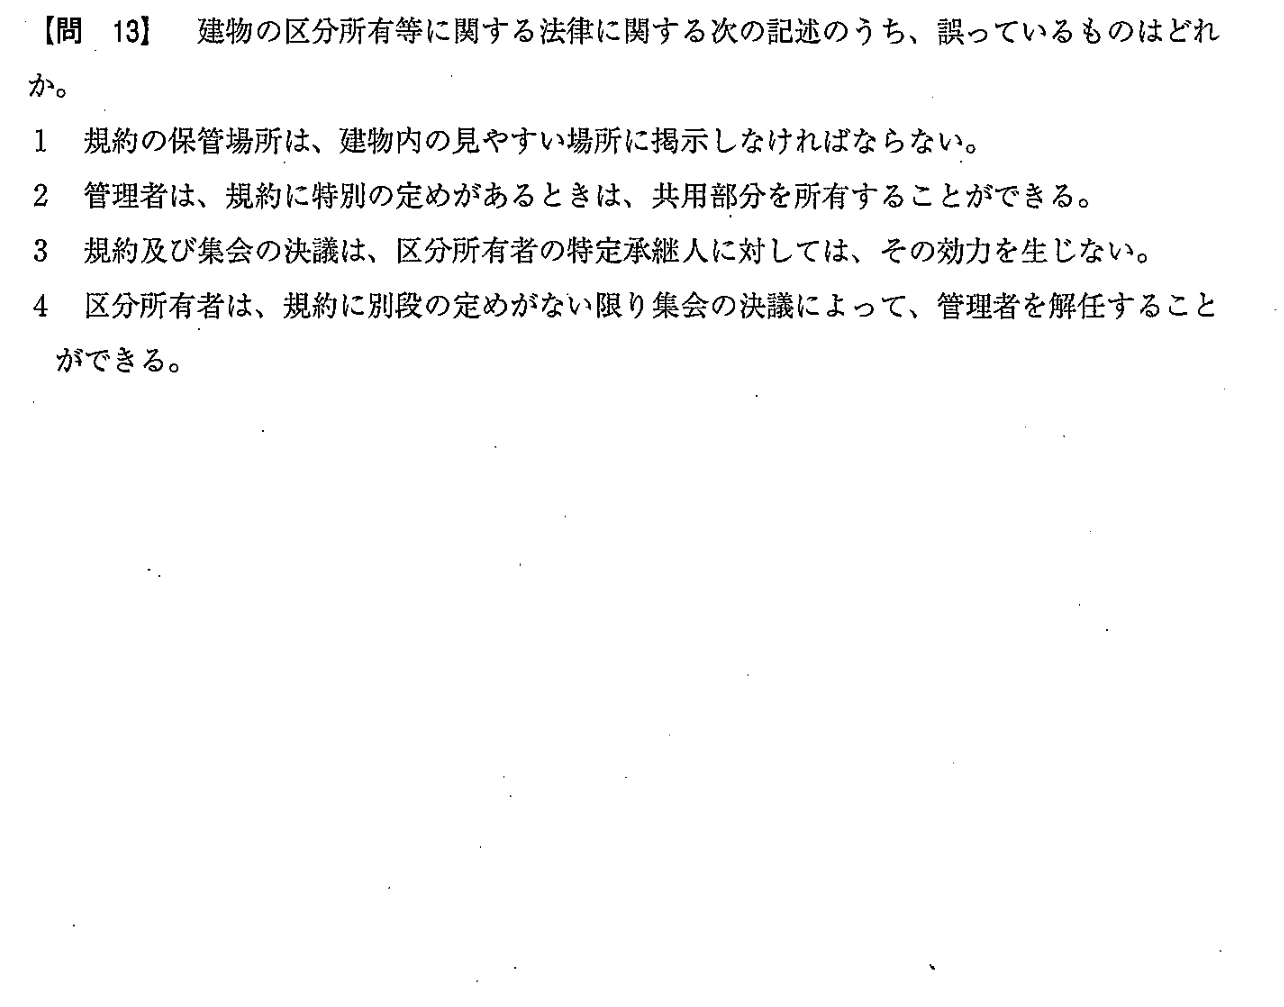 【問 13】 建物の区分所有等に関する法律に関する次の記述のうち、誤っているものはどれ
か。
1 規約の保管場所は、建物内の見やすい場所に掲示しなければならない。
2 管理者は、規約に特別の定めがあるときは、共用部分を所有することができる。
3 規約及び集会の決議は、区分所有者の特定承継人に対しては、その効力を生じない。
4 区分所有者は、規約に別段の定めがない限り集会の決議によって、管理者を解任すること
ができる。